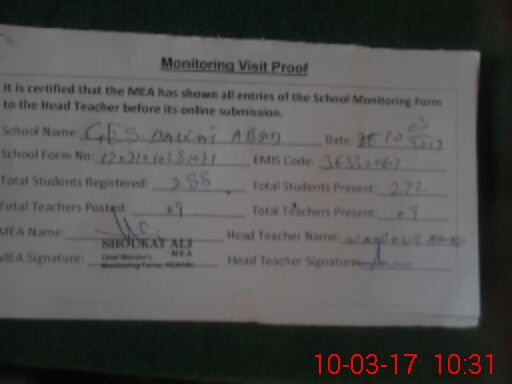 Monitoring Visit Proof
It is certified that the MEA has shown all entries of the School Monitoring Form
to the Head Teacher before its online submission.
School Name: ABAD Date:
School Form No: EMIS Code:
Total Students Registered: 288 Total Students Present: 272
Total Teachers Posted: 09 Total Teachers Present: 09
MEA Name: Head Teacher Name:
SHOUKAT ALI
MEA
MEA Signature: Head Teacher Signature
10-03-17 10:31